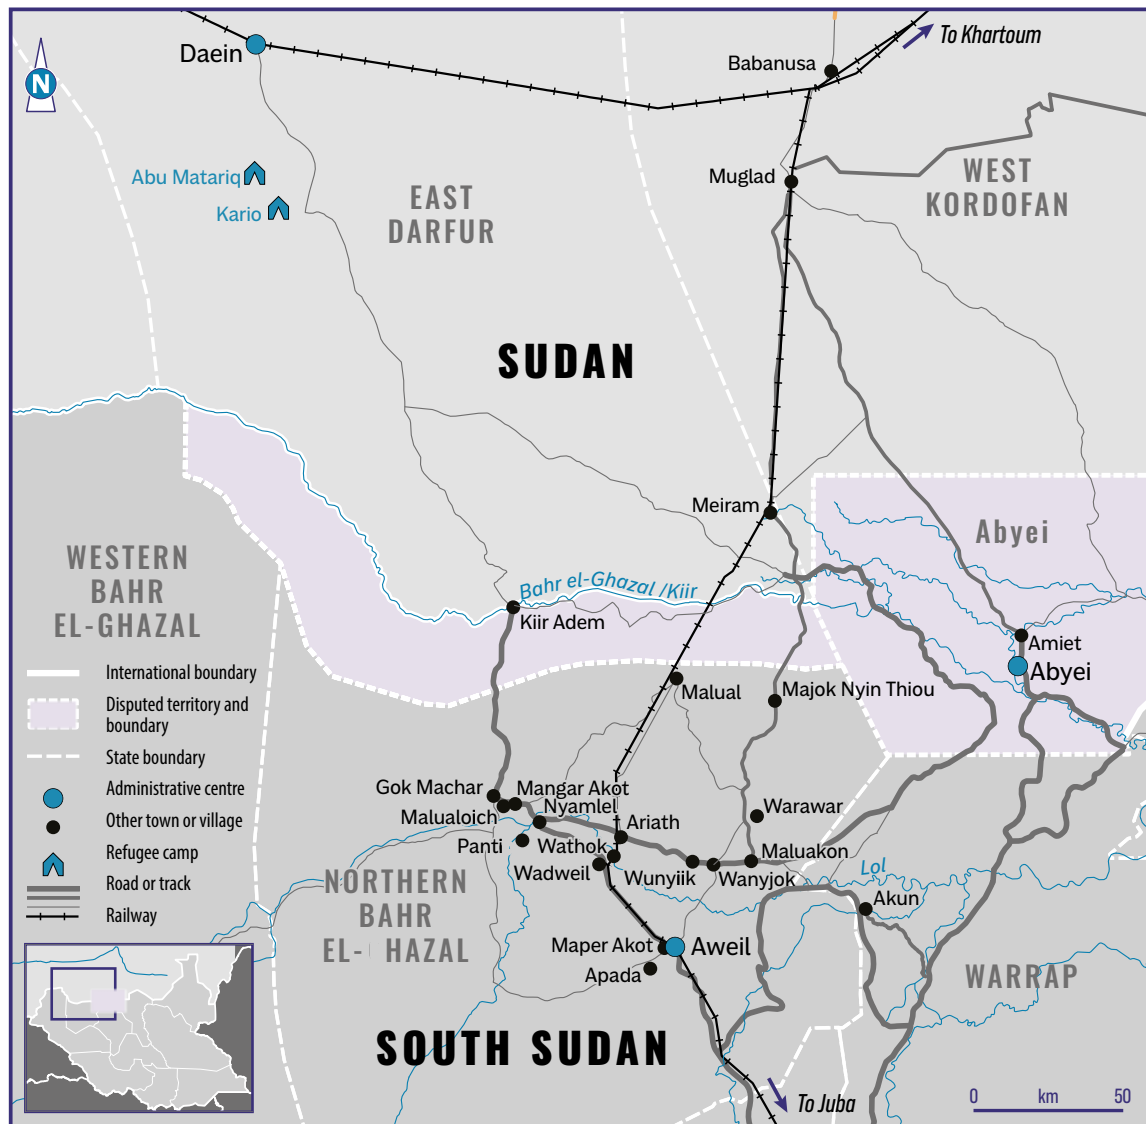 To Khartoum
Daein
Babanusa
N
Abu Matariq
Kario
EAST
DARFUR
Muglad
WEST
KORDOFAN
SUDAN
Meiram
Abyei
WESTERN
BAHR
EL-GHAZAL
Bahr el-Ghazal /Kiir
Kiir Adem
Amiet
Abyei
International boundary
Disputed territory and
boundary
State boundary
Administrative centre
Other town or village
Refugee camp
Road or track
Railway
Malual
Majok Nyin Thiou
Gok Machar
Mangar Akot
Malualoich
Nyamlel
Warawar
Ariath
Panti
Wathok
Maluakon
Wadweil
Wunyiik
Wanyjok
Lol
NORTHERN
BAHR
EL- HAZAL
Akun
Maper Akot
Aweil
Apada
WARRAP
SOUTH SUDAN
To Juba
0 km 50